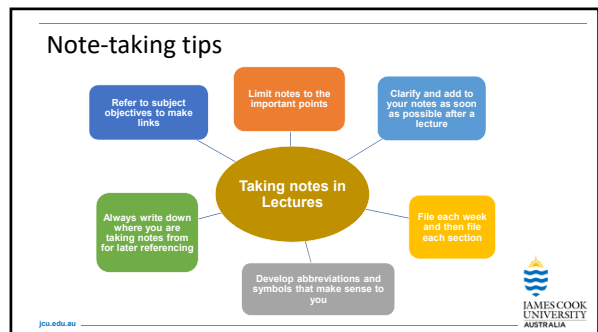 Note-taking tips
Limit notes to the
important points
Refer to subject
objectives to make
links
Clarify and add to
your notes as soon
as possible after a
lecture
Taking notes in
Lectures
Always write down
where you are
taking notes from
for later referencing
File each week
and then file
each section
Develop abbreviations and
symbols that make sense to
you
JAMES COOK
UNIVERSITY
AUSTRALIA
jcu.edu.au